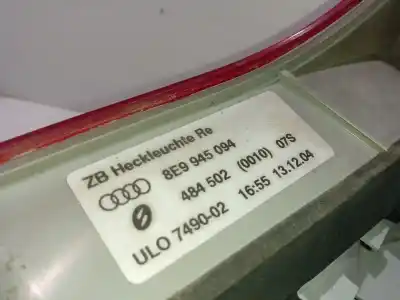 ZB Heckleuchte Re
8E9 945 094
484 502 (0010) 07S
ULO 7490-02 16:55 13.12.04